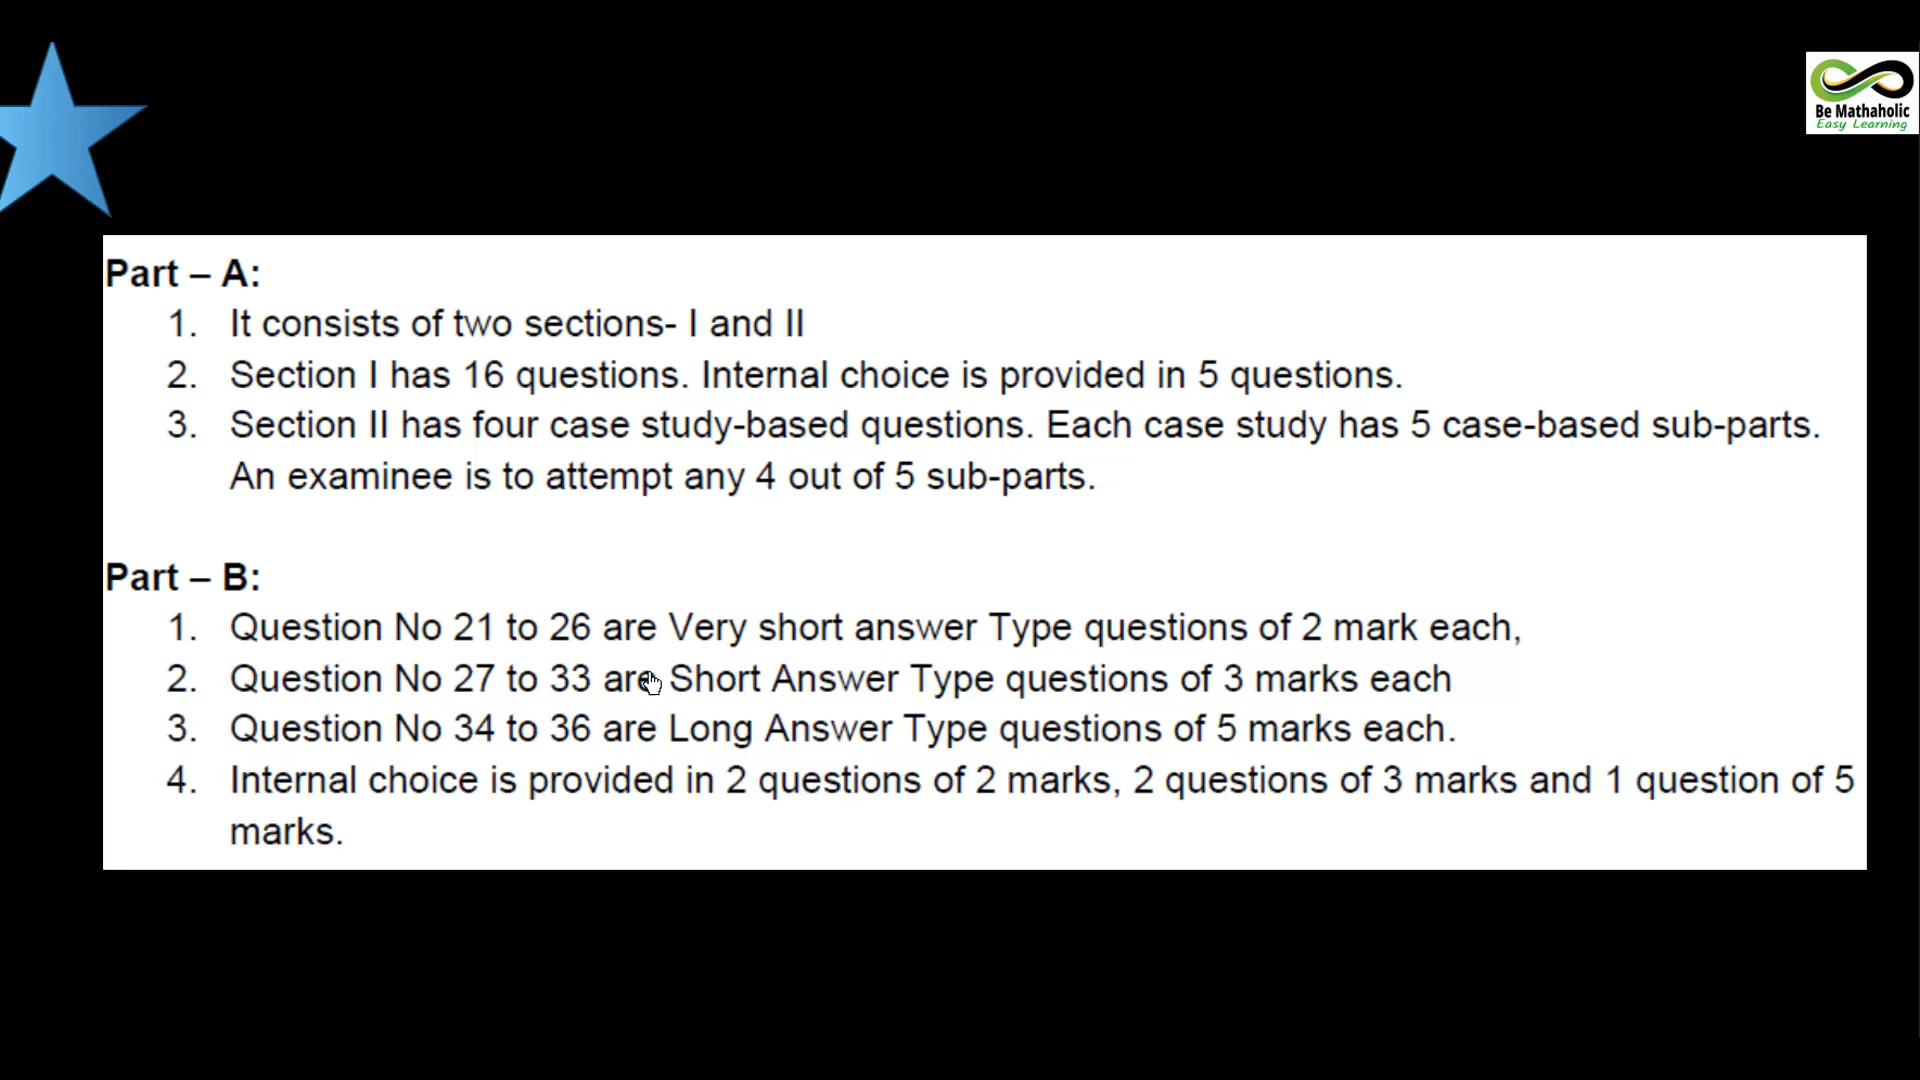 Be Mathaholic
Easy Learning
Part – A:
1. It consists of two sections- I and II
2. Section I has 16 questions. Internal choice is provided in 5 questions.
3. Section II has four case study-based questions. Each case study has 5 case-based sub-parts.
An examinee is to attempt any 4 out of 5 sub-parts.
Part – B:
1. Question No 21 to 26 are Very short answer Type questions of 2 mark each,
2. Question No 27 to 33 are Short Answer Type questions of 3 marks each
3. Question No 34 to 36 are Long Answer Type questions of 5 marks each.
4. Internal choice is provided in 2 questions of 2 marks, 2 questions of 3 marks and 1 question of 5
marks.